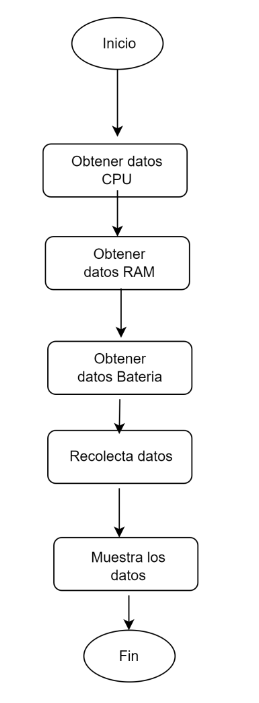 Inicio
Obtener datos
CPU
Obtener
datos RAM
Obtener
datos Bateria
Recolecta datos
Muestra los
datos
Fin